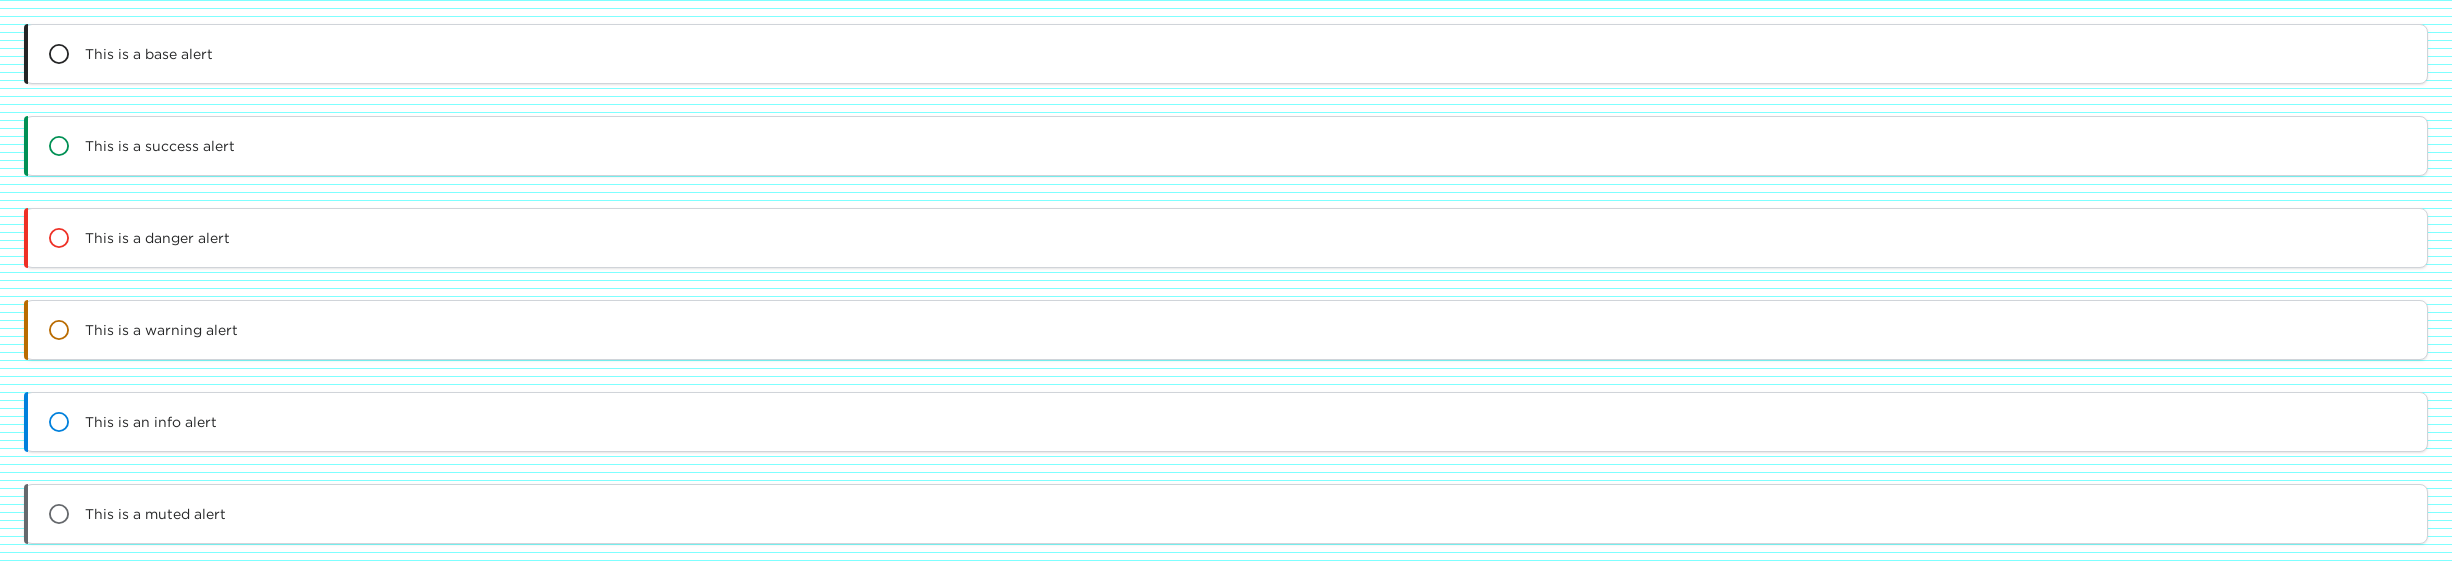 This is a base alert
This is a success alert
This is a danger alert
This is a warning alert
This is an info alert
This is a muted alert